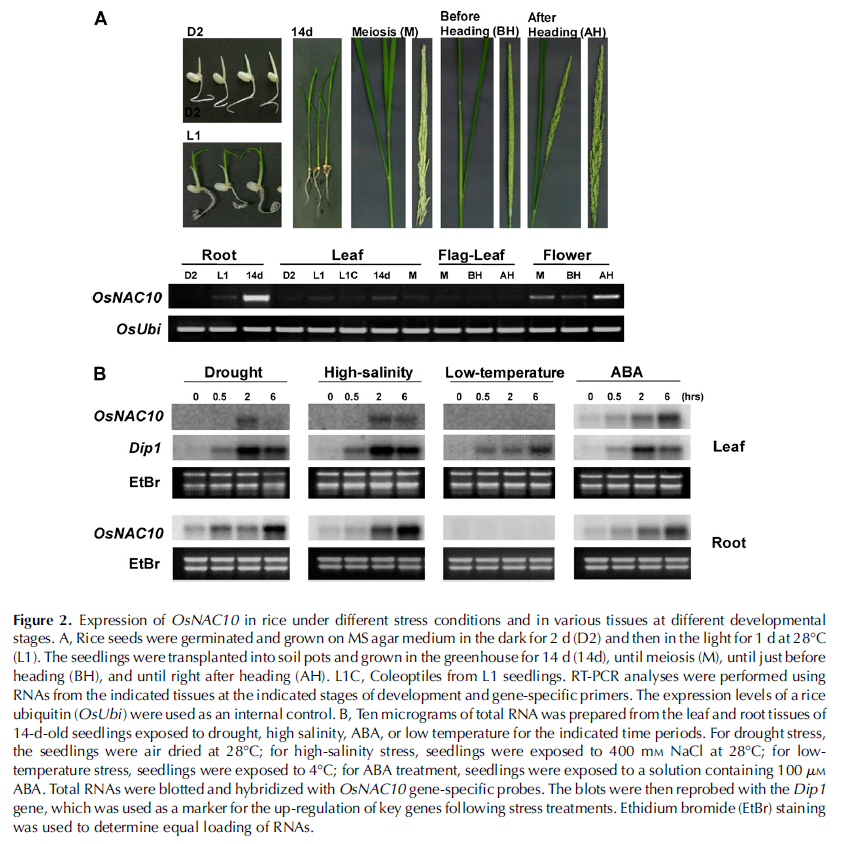 A
D2
14d
Meiosis (M)
Before
Heading (BH)
After
Heading (AH)
D2
L1
Root Leaf Flag-Leaf Flower
D2 L1 14d D2 L1 L1C 14d M M BH AH M BH AH
OsNAC10
OsUbi
B
Drought High-salinity Low-temperature ABA
0 0.5 2 6 0 0.5 2 6 0 0.5 2 6 0 0.5 2 6 (hrs)
OsNAC10
Dip1
Leaf
EtBr
OsNAC10
Root
EtBr
Figure 2. Expression of OsNAC10 in rice under different stress conditions and in various tissues at different developmental
stages. A, Rice seeds were germinated and grown on MS agar medium in the dark for 2 d (D2) and then in the light for 1 d at 28°C
(L1). The seedlings were transplanted into soil pots and grown in the greenhouse for 14 d (14d), until meiosis (M), until just before
heading (BH), and until right after heading (AH). L1C, Coleoptiles from L1 seedlings. RT-PCR analyses were performed using
RNAs from the indicated tissues at the indicated stages of development and gene-specific primers. The expression levels of a rice
ubiquitin (OsUbi) were used as an internal control. B, Ten micrograms of total RNA was prepared from the leaf and root tissues of
14-d-old seedlings exposed to drought, high salinity, ABA, or low temperature for the indicated time periods. For drought stress,
the seedlings were air dried at 28°C; for high-salinity stress, seedlings were exposed to 400 mM NaCl at 28°C; for low-
temperature stress, seedlings were exposed to 4°C; for ABA treatment, seedlings were exposed to a solution containing 100 μM
ABA. Total RNAs were blotted and hybridized with OsNAC10 gene-specific probes. The blots were then reprobed with the Dip1
gene, which was used as a marker for the up-regulation of key genes following stress treatments. Ethidium bromide (EtBr) staining
was used to determine equal loading of RNAs.